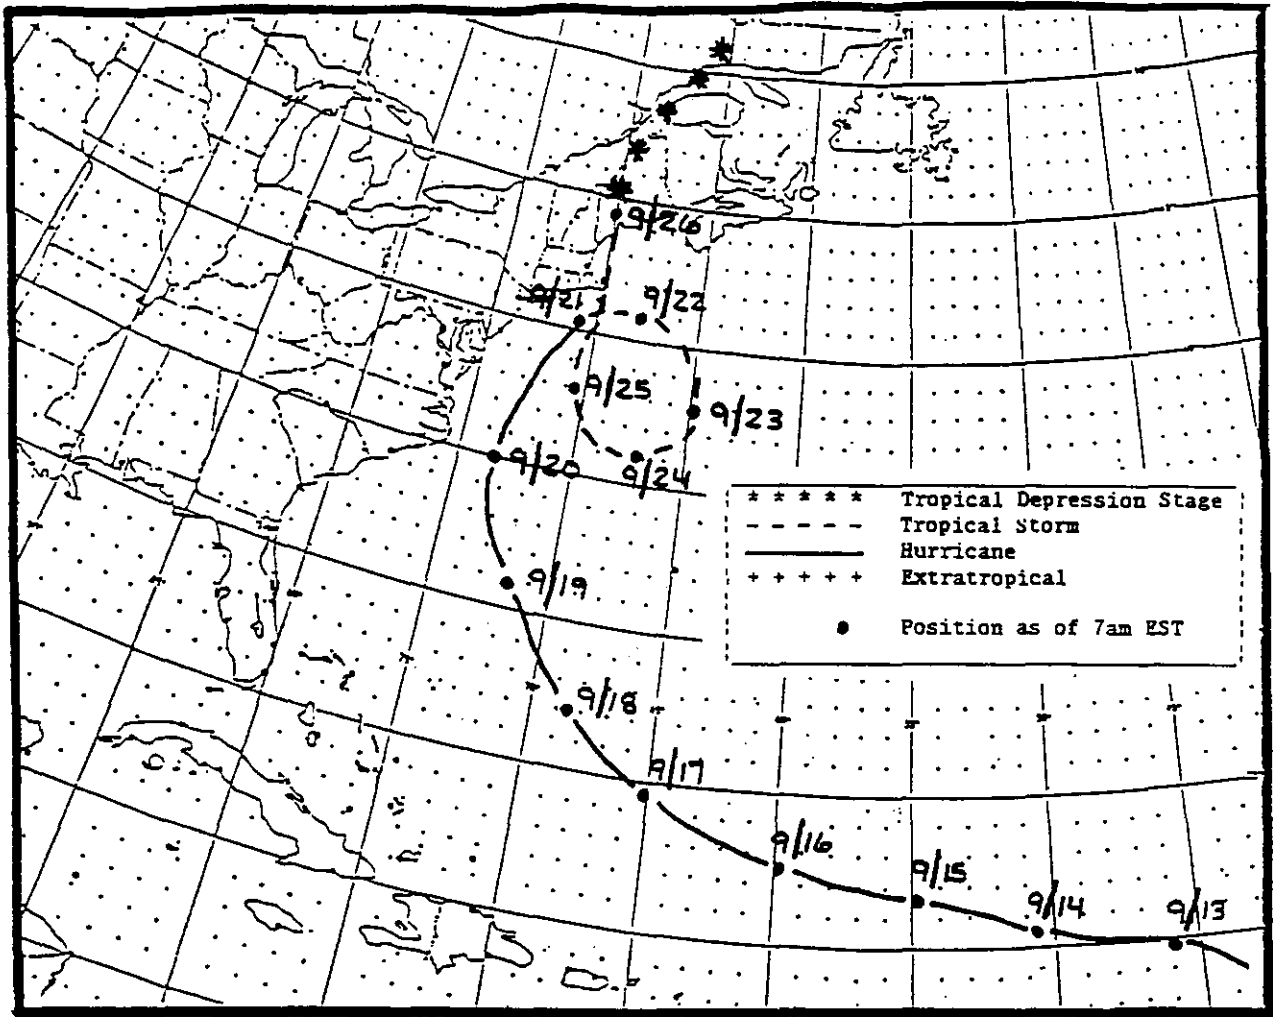 9/26
9/21
9/22
9/25
9/23
9/20
9/24
* * * * * Tropical Depression Stage
- - - - - Tropical Storm
Hurricane
+ + + + + Extratropical
● Position as of 7am EST
9/19
9/18
9/17
9/16
9/15
9/14
9/13